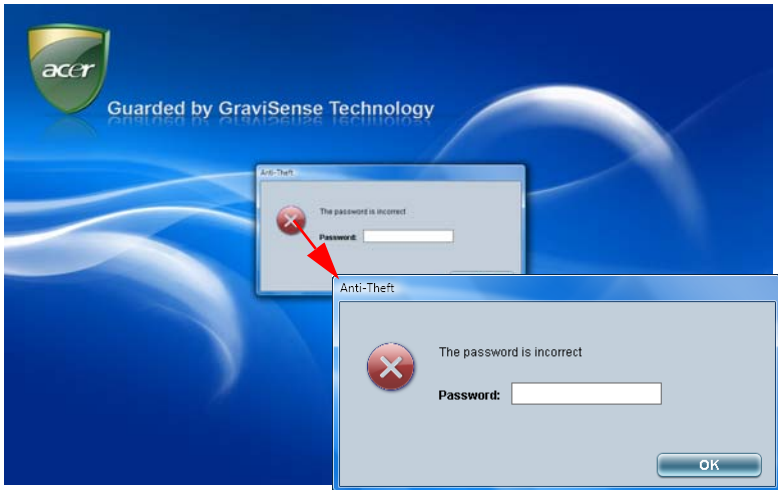 acer
Guarded by GraviSense Technology
Anti-Theft
The password is incorrect
Password:
Anti-Theft
The password is incorrect
Password:
OK